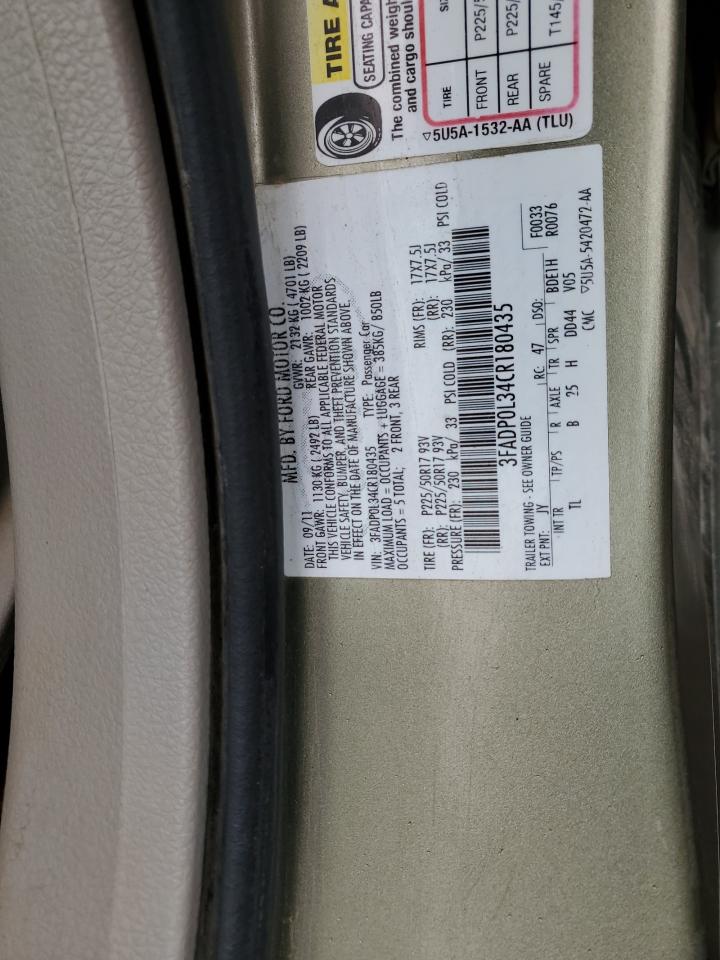 MFD. BY FORD MOTOR CO.
DATE: 09/11 GVWR: 2132 KG ( 4701 LB)
FRONT GAWR: 1130 KG ( 2492 LB) REAR GAWR: 1002 KG ( 2209 LB)
THIS VEHICLE CONFORMS TO ALL APPLICABLE FEDERAL MOTOR
VEHICLE SAFETY, BUMPER, AND THEFT PREVENTION STANDARDS
IN EFFECT ON THE DATE OF MANUFACTURE SHOWN ABOVE.
VIN: 3FADP0L34CR180435 TYPE: Passenger Car
MAXIMUM LOAD = OCCUPANTS + LUGGAGE = 385KG/ 850LB
OCCUPANTS = 5 TOTAL; 2 FRONT, 3 REAR
TIRE (FR): P225/50R17 93V RIMS (FR): 17X7.5J
(RR): P225/50R17 93V (RR): 17X7.5J
PRESSURE (FR): 230 kPa/ 33 PSI COLD (RR): 230 kPa/ 33 PSI COLD
3FADP0L34CR180435
TRAILER TOWING - SEE OWNER GUIDE F0033
EXT PNT: JY RC: 47 DSO: R0076
INT TR TP/PS R AXLE TR SPR BDE1H
TL B 25 H DD44 V05
CMC ▽5U5A-5420472-AA
TIRE A
SEATING CAPA
The combined weigh
and cargo shou
TIRE SI
FRONT P225/5
REAR P225/
SPARE T145/
▽5U5A-1532-AA (TLU)